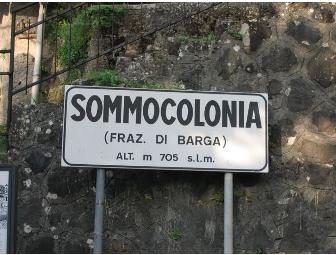 SOMMOCOLONIA
(FRAZ. DI BARGA)
ALT. m 705 s.l.m.